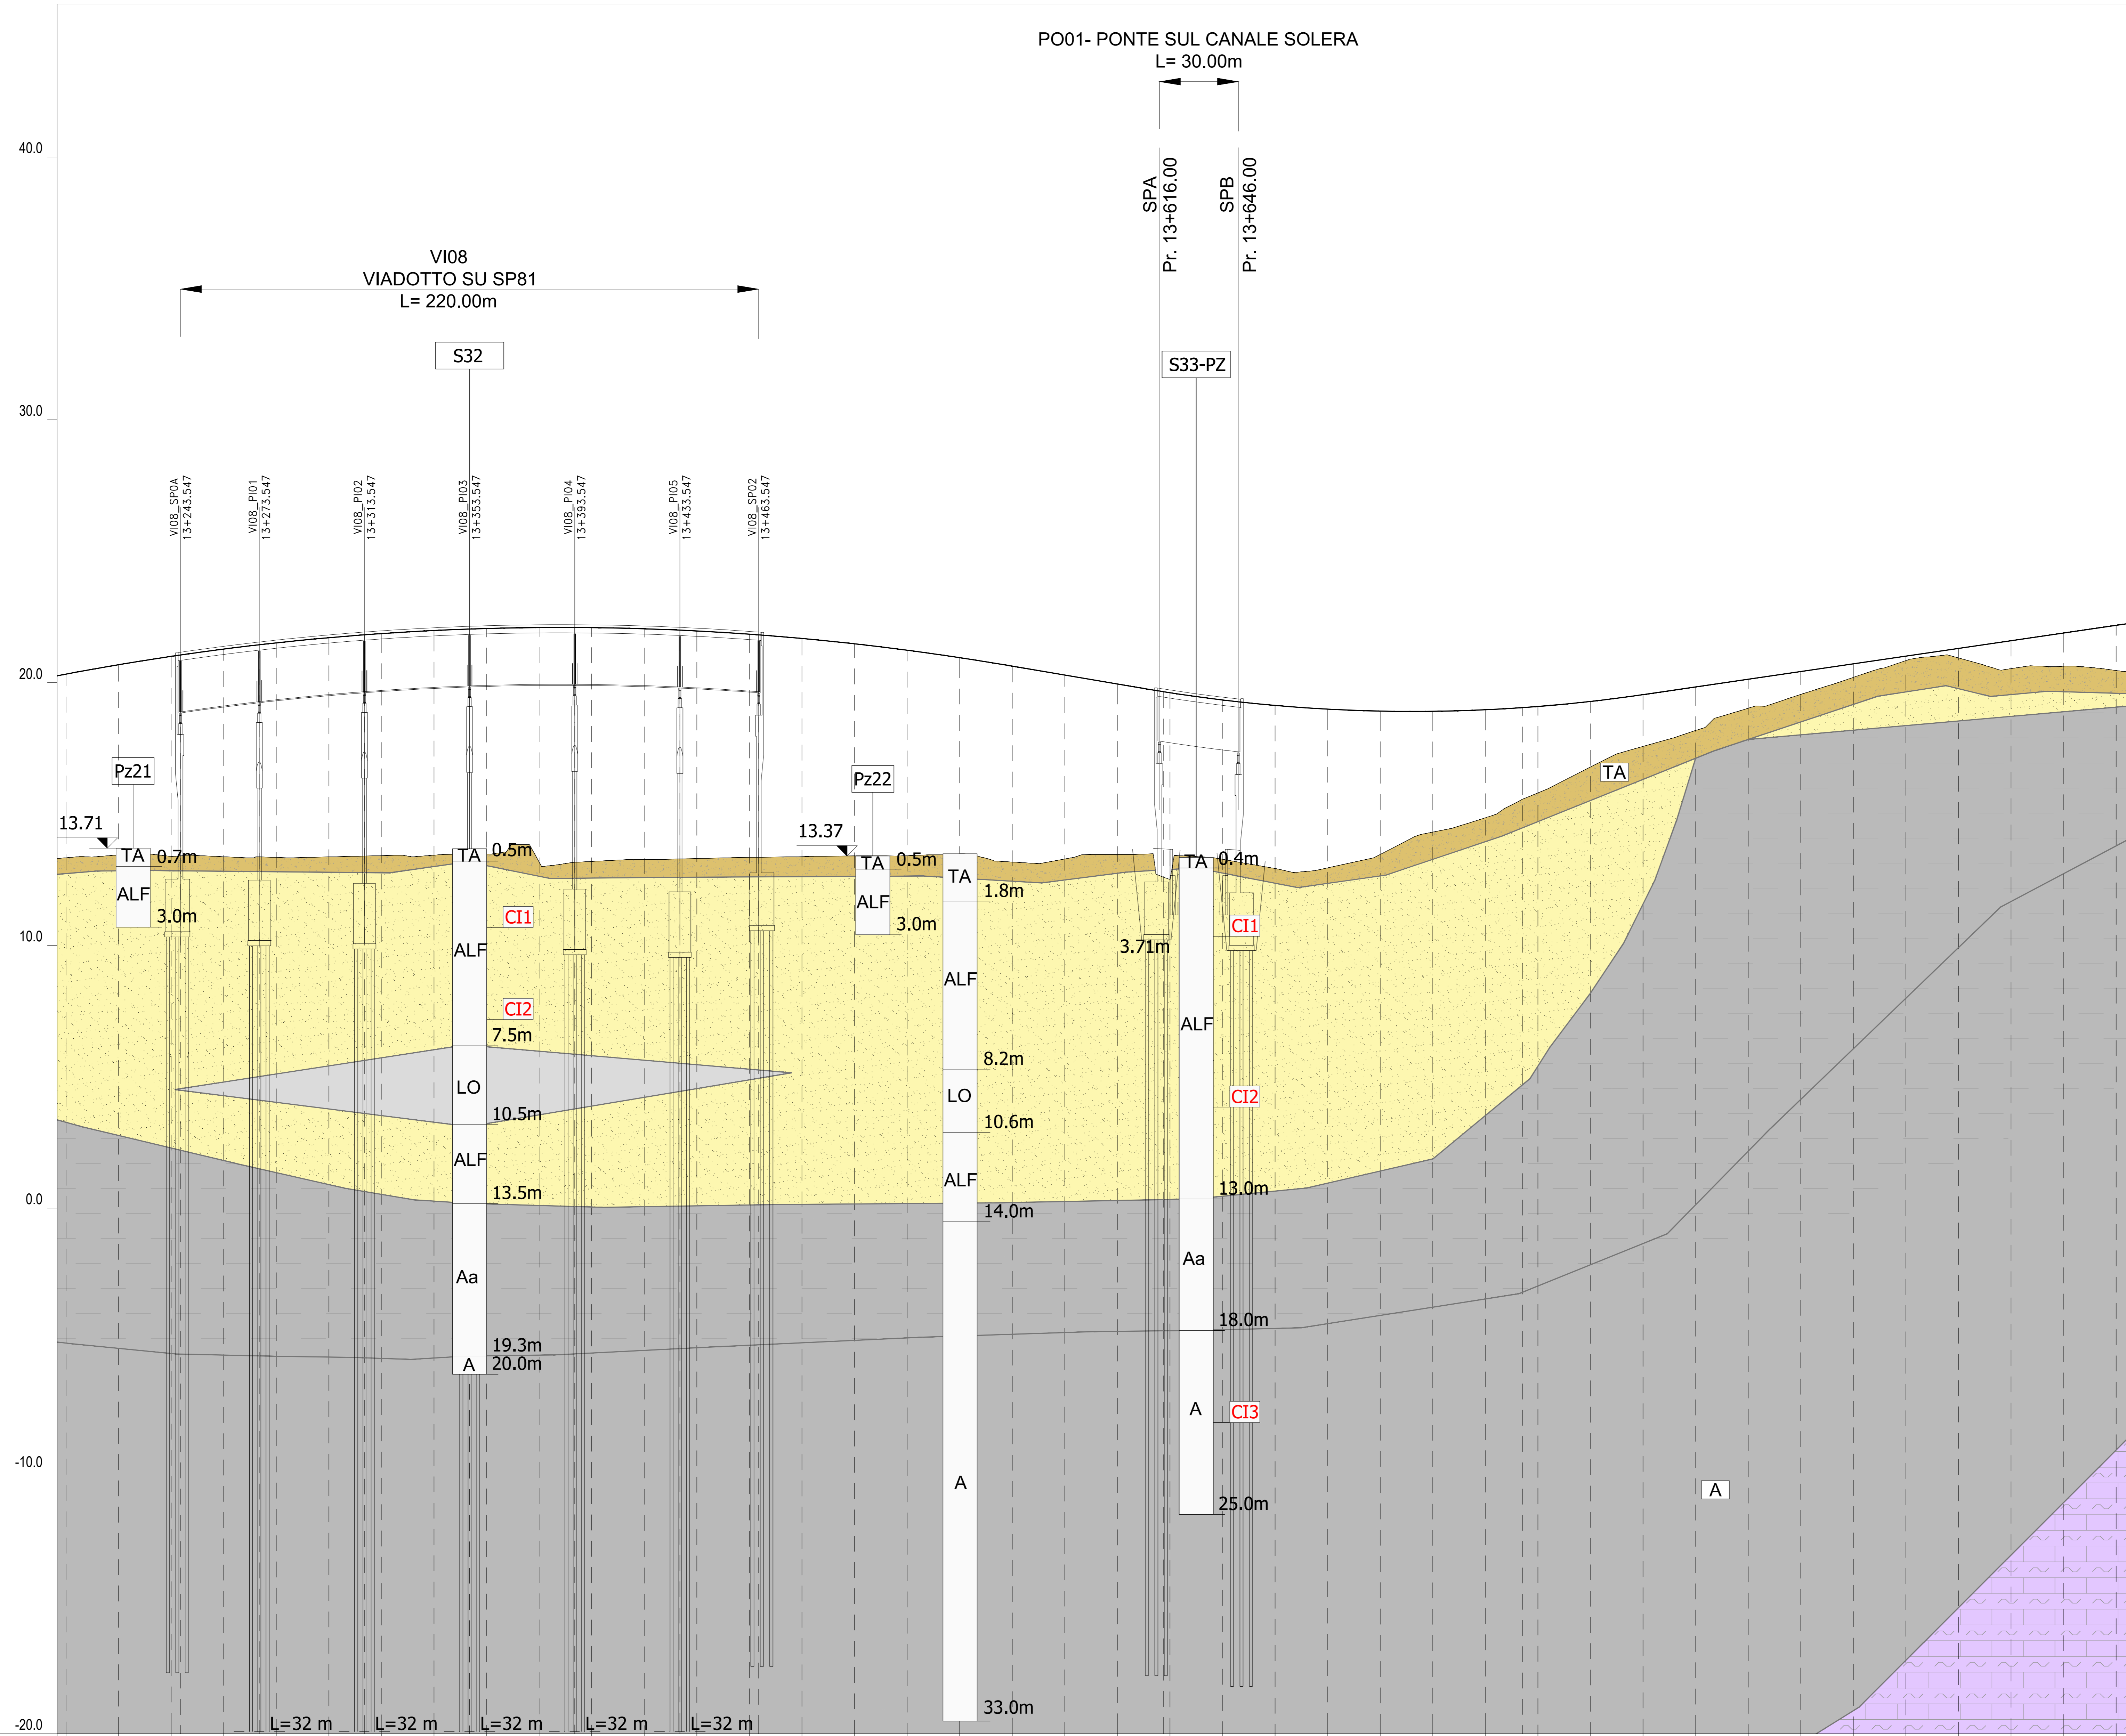 PO01- PONTE SUL CANALE SOLERA
L= 30.00m
40.0
SPA
Pr. 13+616.00
SPB
Pr. 13+646.00
VI08
VIADOTTO SU SP81
L= 220.00m
S32
S33-PZ
30.0
VI08_SP0A
13+243.547
VI08_PI01
13+273.547
VI08_PI02
13+313.547
VI08_PI03
13+353.547
VI08_PI04
13+393.547
VI08_PI05
13+433.547
VI08_SP02
13+463.547
20.0
Pz21
Pz22
TA
13.71
13.37
TA
0.7m
ALF
3.0m
TA
0.5m
CI1
ALF
CI2
7.5m
LO
10.5m
ALF
13.5m
Aa
19.3m
A
20.0m
TA
0.5m
ALF
3.0m
TA
1.8m
ALF
8.2m
LO
10.6m
ALF
14.0m
A
33.0m
TA
0.4m
CI1
3.71m
ALF
CI2
13.0m
Aa
18.0m
A
CI3
25.0m
A
10.0
0.0
-10.0
-20.0
L=32 m
L=32 m
L=32 m
L=32 m
L=32 m